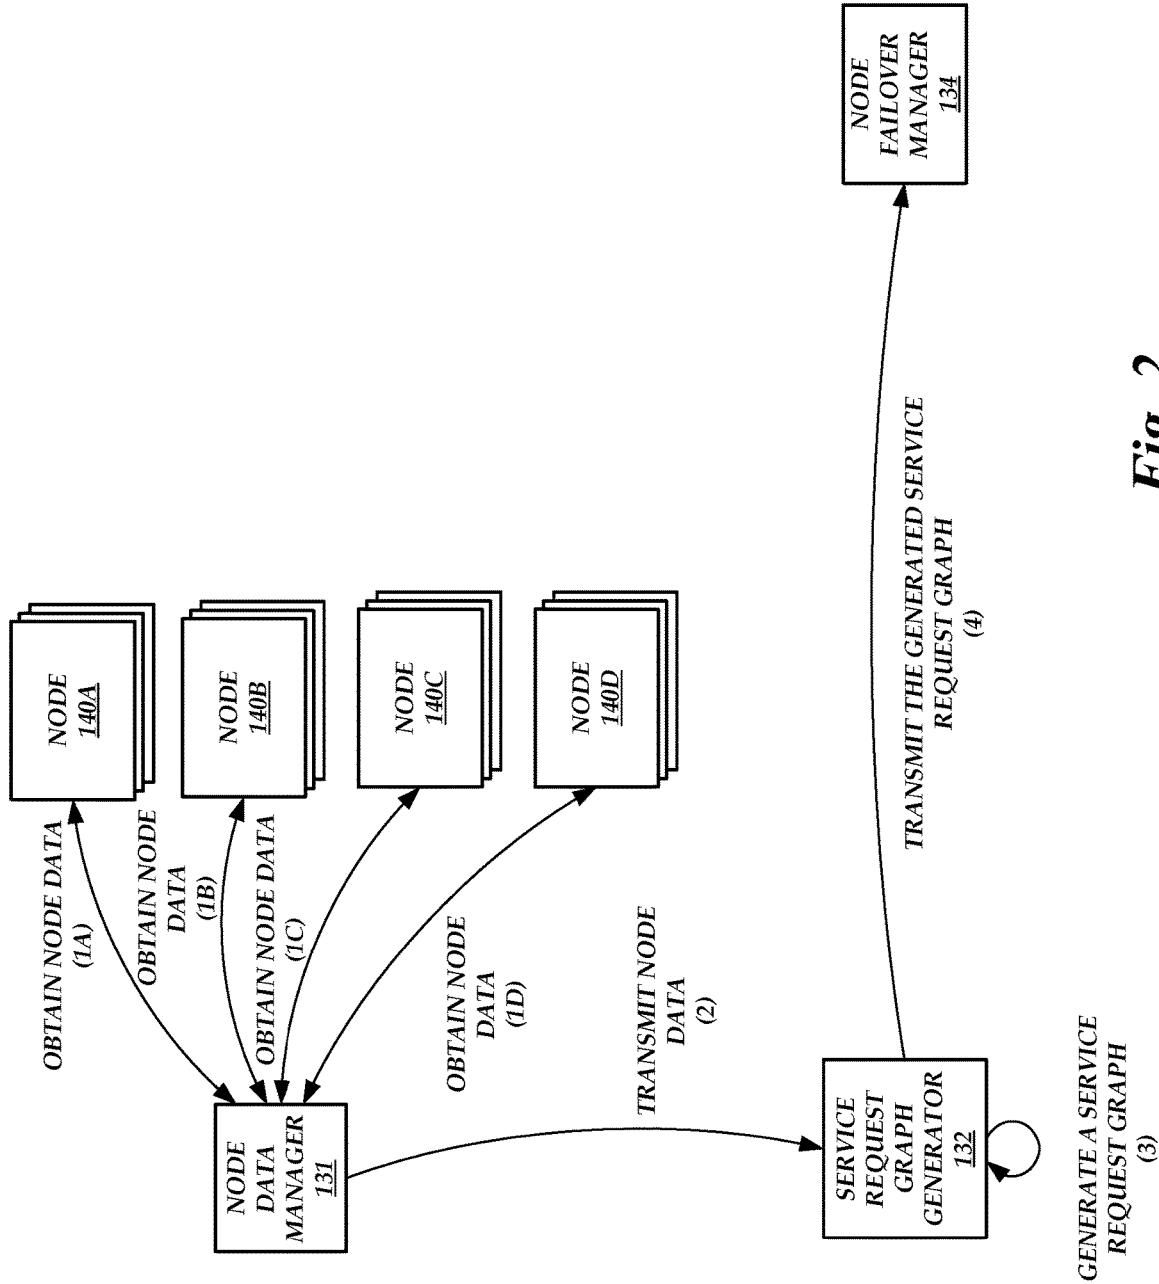 NODE
140A
NODE
140B
NODE
140C
NODE
140D
OBTAIN NODE DATA
(1A)
OBTAIN NODE
DATA
(1B)
OBTAIN NODE DATA
(1C)
OBTAIN NODE
DATA
(1D)
NODE
DATA
MANAGER
131
TRANSMIT NODE
DATA
(2)
SERVICE
REQUEST
GRAPH
GENERATOR
132
GENERATE A SERVICE
REQUEST GRAPH
(3)
TRANSMIT THE GENERATED SERVICE
REQUEST GRAPH
(4)
NODE
FAILOVER
MANAGER
134
Fig. 2